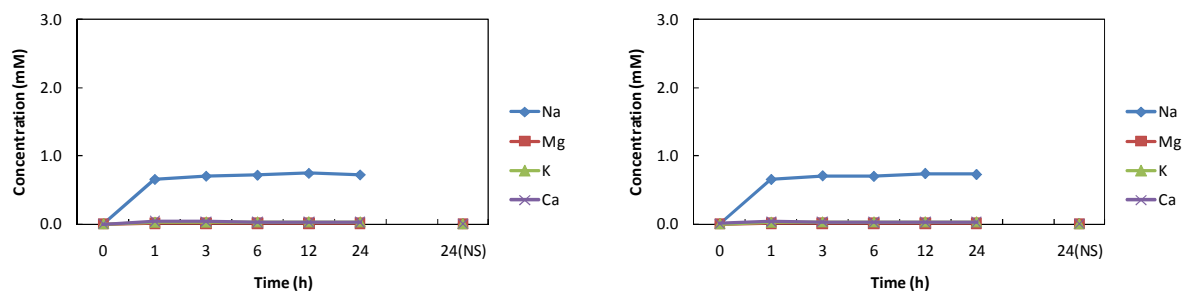 3.0
2.0
1.0
0.0
Concentration (mM)
0 1 3 6 12 24 24(NS)
Time (h)
Na
Mg
K
Ca
3.0
2.0
1.0
0.0
Concentration (mM)
0 1 3 6 12 24 24(NS)
Time (h)
Na
Mg
K
Ca